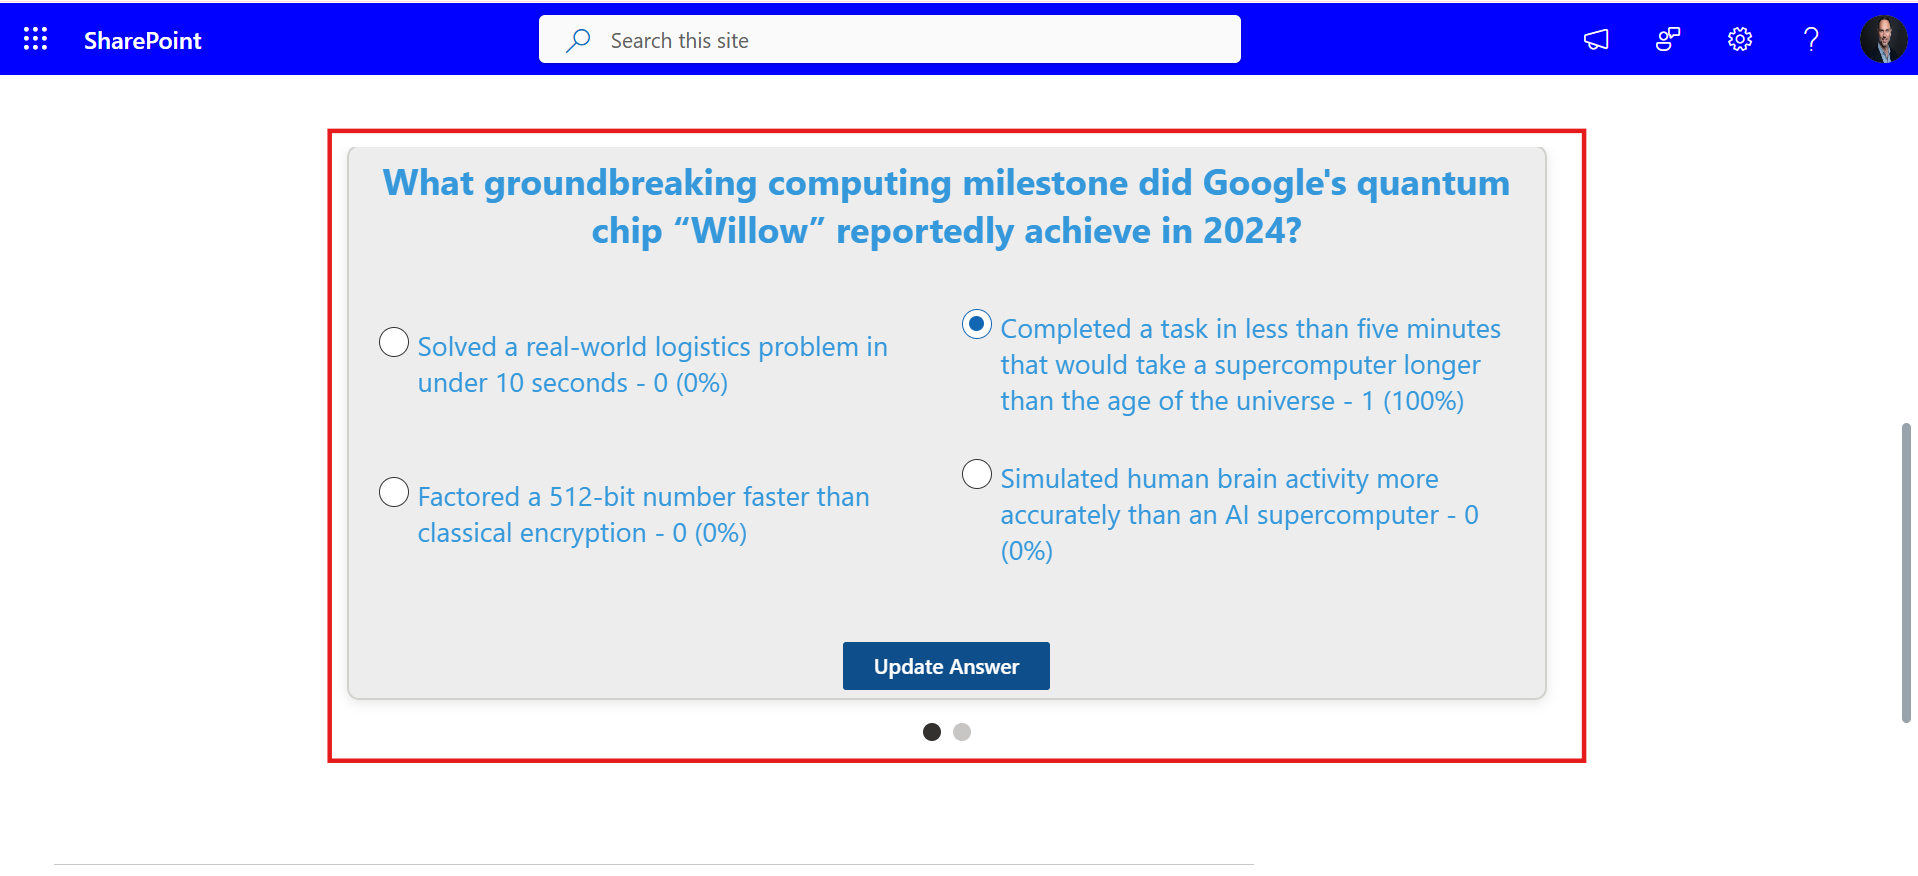 SharePoint
Search this site
What groundbreaking computing milestone did Google's quantum
chip “Willow” reportedly achieve in 2024?
Solved a real-world logistics problem in
under 10 seconds - 0 (0%)
Completed a task in less than five minutes
that would take a supercomputer longer
than the age of the universe - 1 (100%)
Factored a 512-bit number faster than
classical encryption - 0 (0%)
Simulated human brain activity more
accurately than an AI supercomputer - 0
(0%)
Update Answer